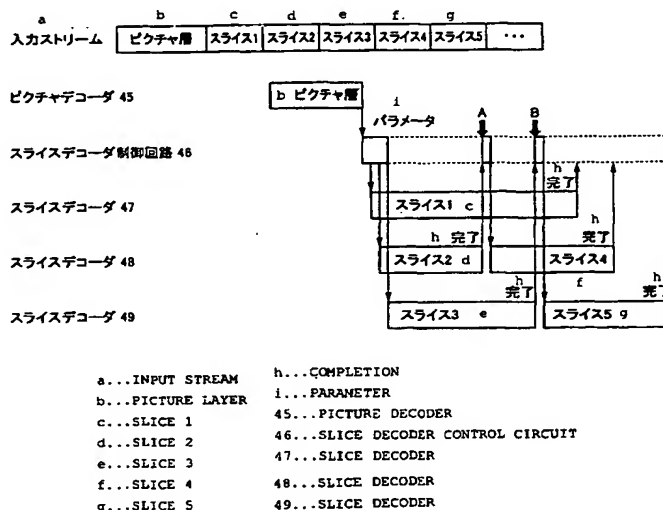 a b c d e f. g
入力ストリーム ピクチャ層 スライス1 スライス2 スライス3 スライス4 スライス5 ...
ピクチャデコーダ 45 b ピクチャ層 i
パラメータ A B
スライスデコーダ制御回路 46
h
完了
スライスデコーダ 47 スライス1 c
h
h 完了 完了
スライスデコーダ 48 スライス2 d スライス4
h f h
完了 完了
スライスデコーダ 49 スライス3 e スライス5 g
a...INPUT STREAM
b...PICTURE LAYER
c...SLICE 1
d...SLICE 2
e...SLICE 3
f...SLICE 4
g...SLICE 5
h...COMPLETION
i...PARAMETER
45...PICTURE DECODER
46...SLICE DECODER CONTROL CIRCUIT
47...SLICE DECODER
48...SLICE DECODER
49...SLICE DECODER